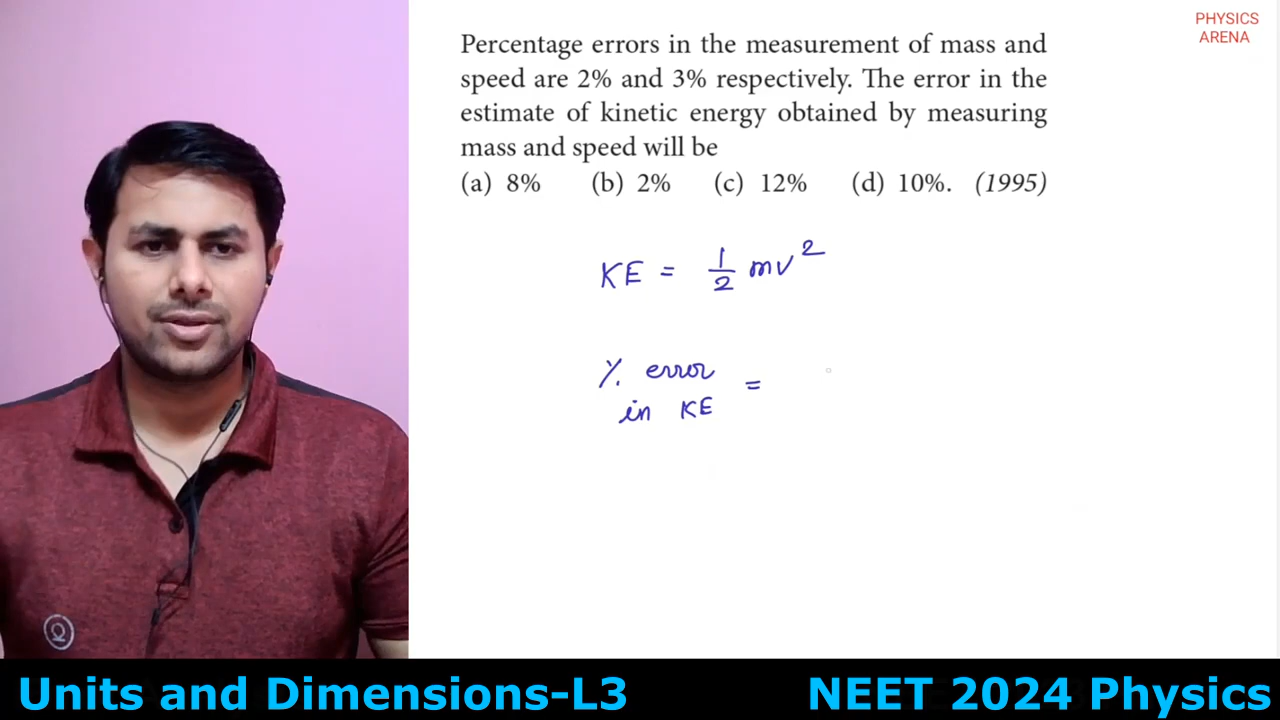 PHYSICS
ARENA
Percentage errors in the measurement of mass and
speed are 2% and 3% respectively. The error in the
estimate of kinetic energy obtained by measuring
mass and speed will be
(a) 8% (b) 2% (c) 12% (d) 10%. (1995)
KE = 1/2 mv²
% error
in KE =
Units and Dimensions-L3 NEET 2024 Physics